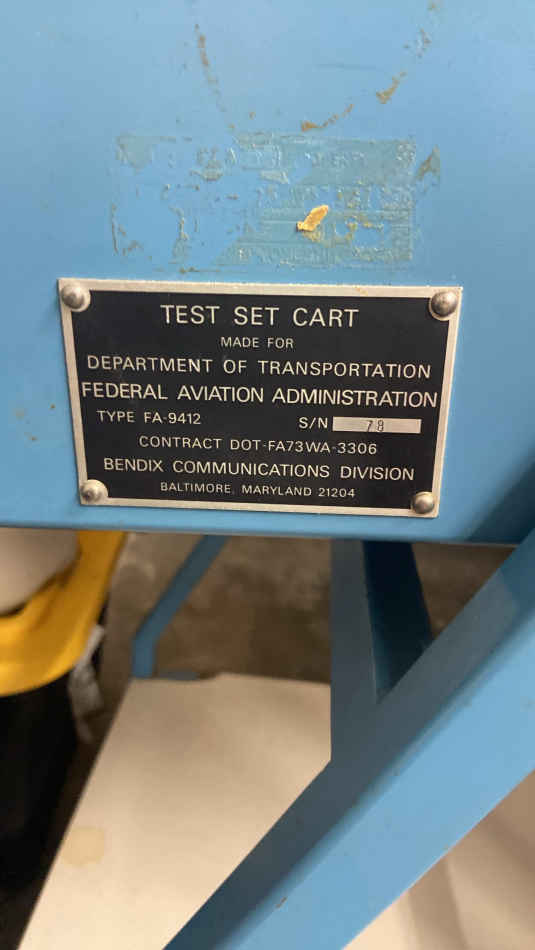 TEST SET CART
MADE FOR
DEPARTMENT OF TRANSPORTATION
FEDERAL AVIATION ADMINISTRATION
TYPE FA-9412 S/N 78
CONTRACT DOT-FA73WA-3306
BENDIX COMMUNICATIONS DIVISION
BALTIMORE, MARYLAND 21204